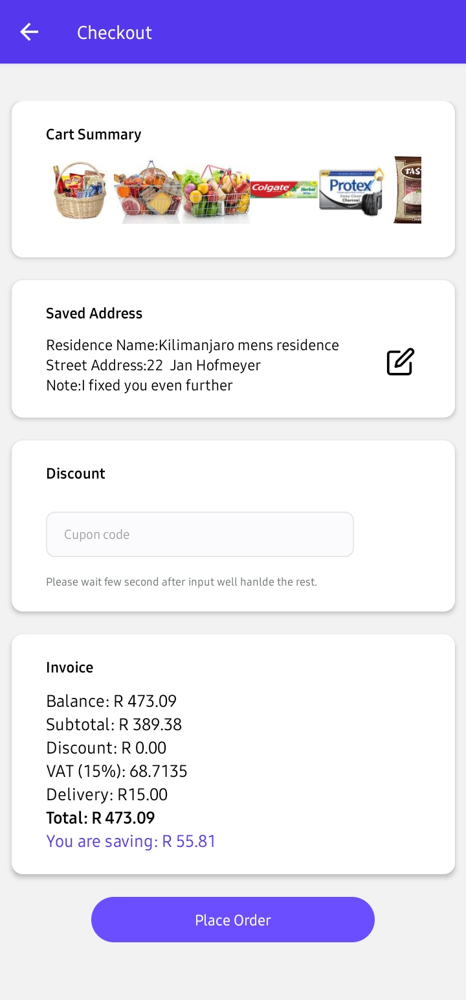 Checkout
Cart Summary
Colgate
Herbal
White
Protex
Deep Clean
Charcoal
TAS
Saved Address
Residence Name:Kilimanjaro mens residence
Street Address:22  Jan Hofmeyer
Note:I fixed you even further
Discount
Cupon code
Please wait few second after input well hanlde the rest.
Invoice
Balance: R 473.09
Subtotal: R 389.38
Discount: R 0.00
VAT (15%): 68.7135
Delivery: R15.00
Total: R 473.09
You are saving: R 55.81
Place Order